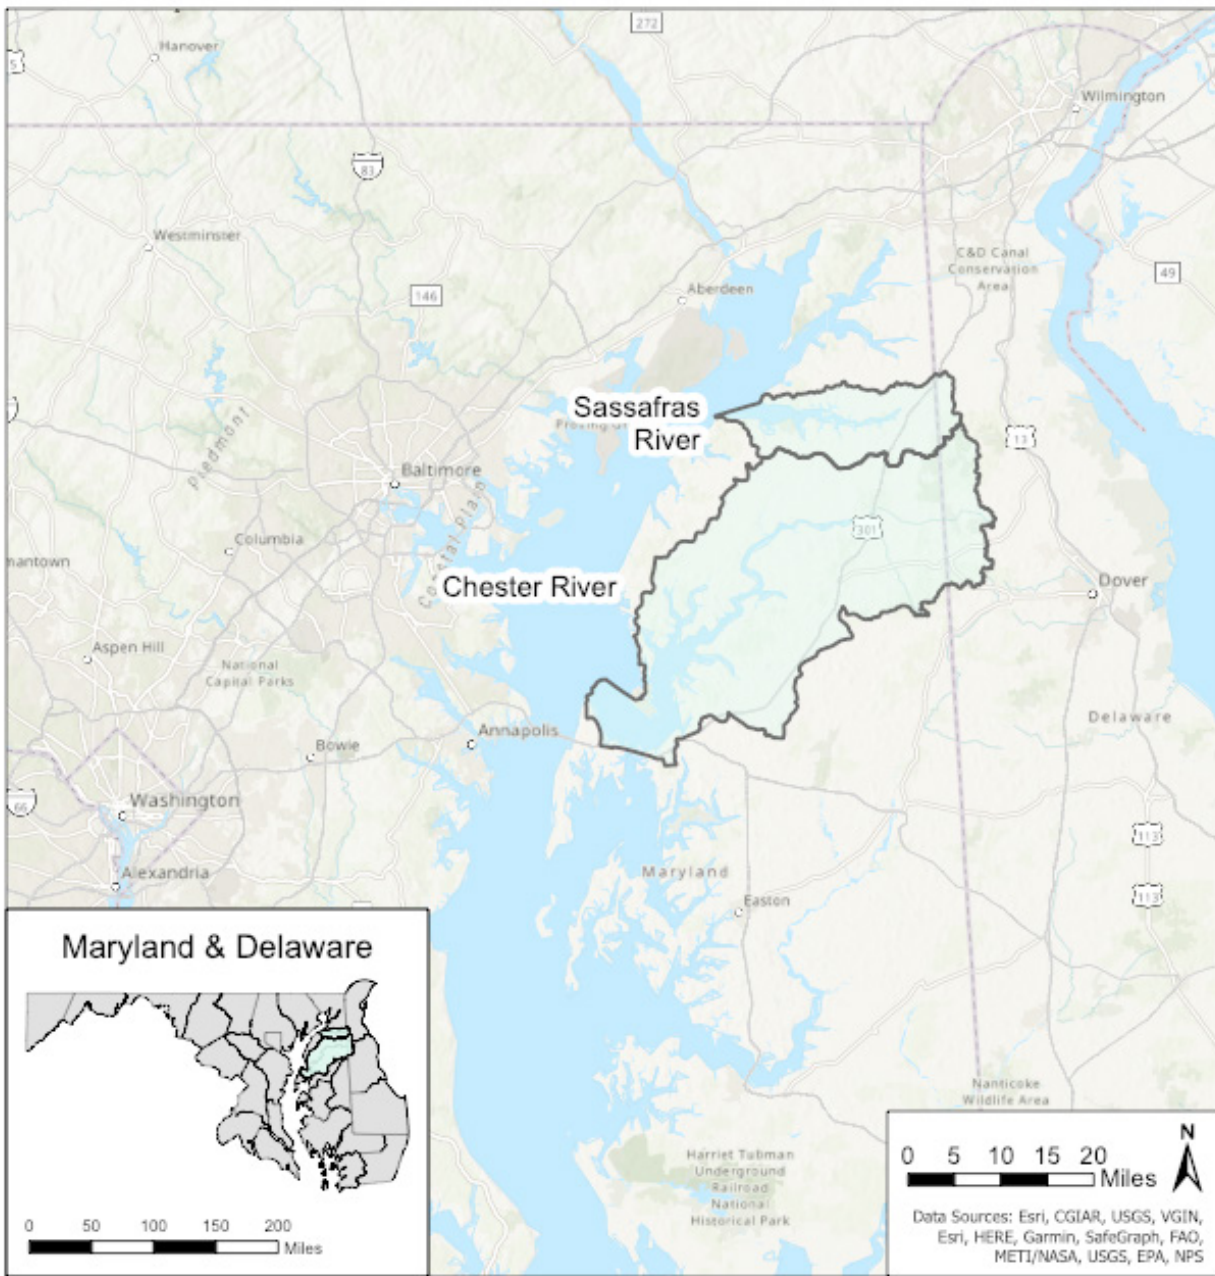 272
Hanover
Wilmington
83
Westminster
C&D Canal
Conservation
Area
49
146
Aberdeen
Sassafras
River
13
Piedmont
Baltimore
Coastal Plain
301
Columbia
mantown
Chester River
Dover
Aspen Hill
National
Capital Parks
Annapolis
Delaware
Bowie
66
Washington
113
Alexandria
Maryland
113
Easton
Maryland & Delaware
0 50 100 150 200
Miles
Nanticoke
Wildlife Area
Harriet Tubman
Underground
Railroad
National
Historical Park
N
0 5 10 15 20
Miles
Data Sources: Esri, CGIAR, USGS, VGIN,
Esri, HERE, Garmin, SafeGraph, FAO,
METI/NASA, USGS, EPA, NPS